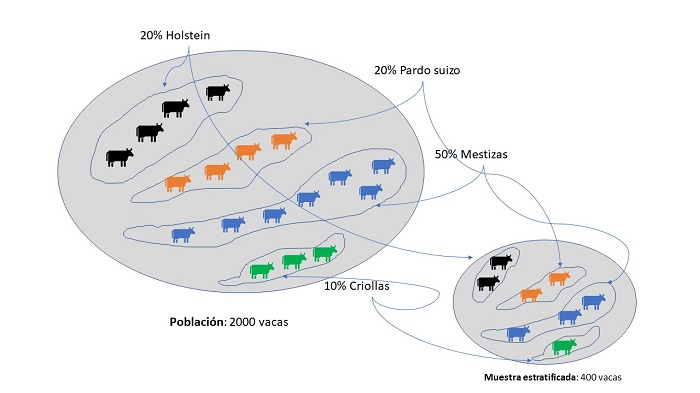 20% Holstein
20% Pardo suizo
50% Mestizas
10% Criollas
Población: 2000 vacas
Muestra estratificada: 400 vacas